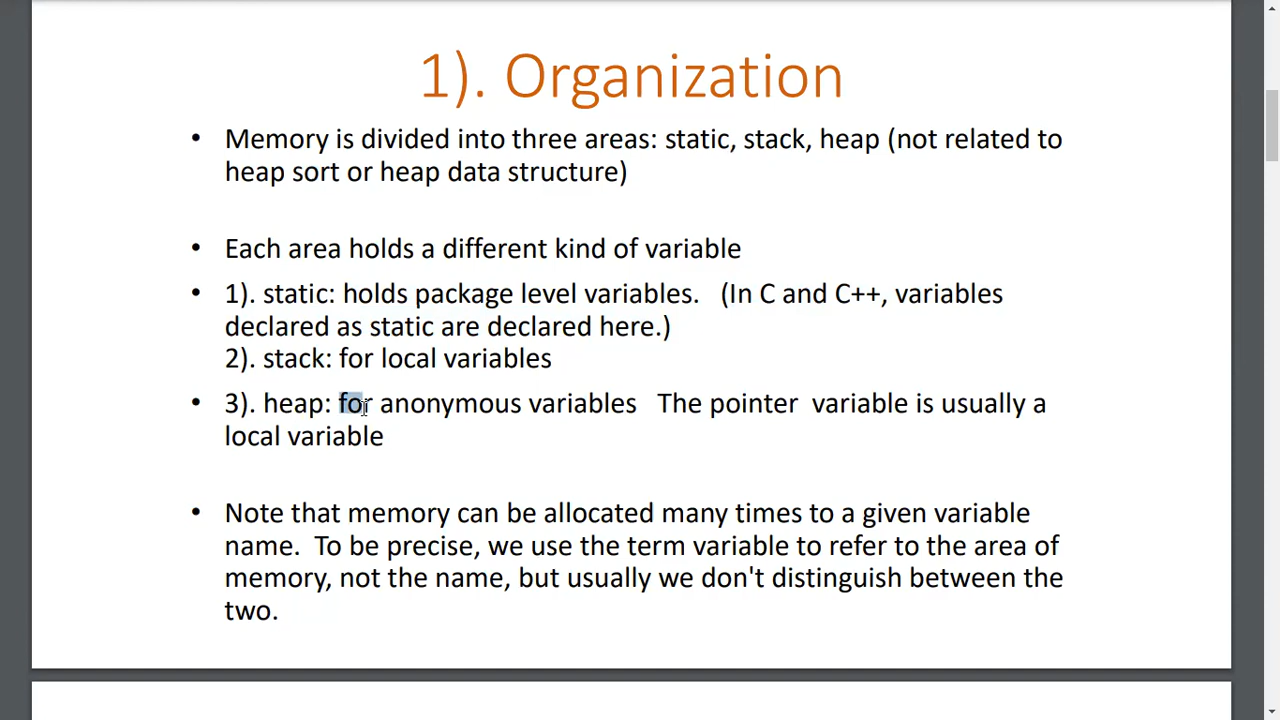 1). Organization
• Memory is divided into three areas: static, stack, heap (not related to
heap sort or heap data structure)
• Each area holds a different kind of variable
• 1). static: holds package level variables.   (In C and C++, variables
declared as static are declared here.)
2). stack: for local variables
• 3). heap: for anonymous variables   The pointer  variable is usually a
local variable
• Note that memory can be allocated many times to a given variable
name.  To be precise, we use the term variable to refer to the area of
memory, not the name, but usually we don't distinguish between the
two.